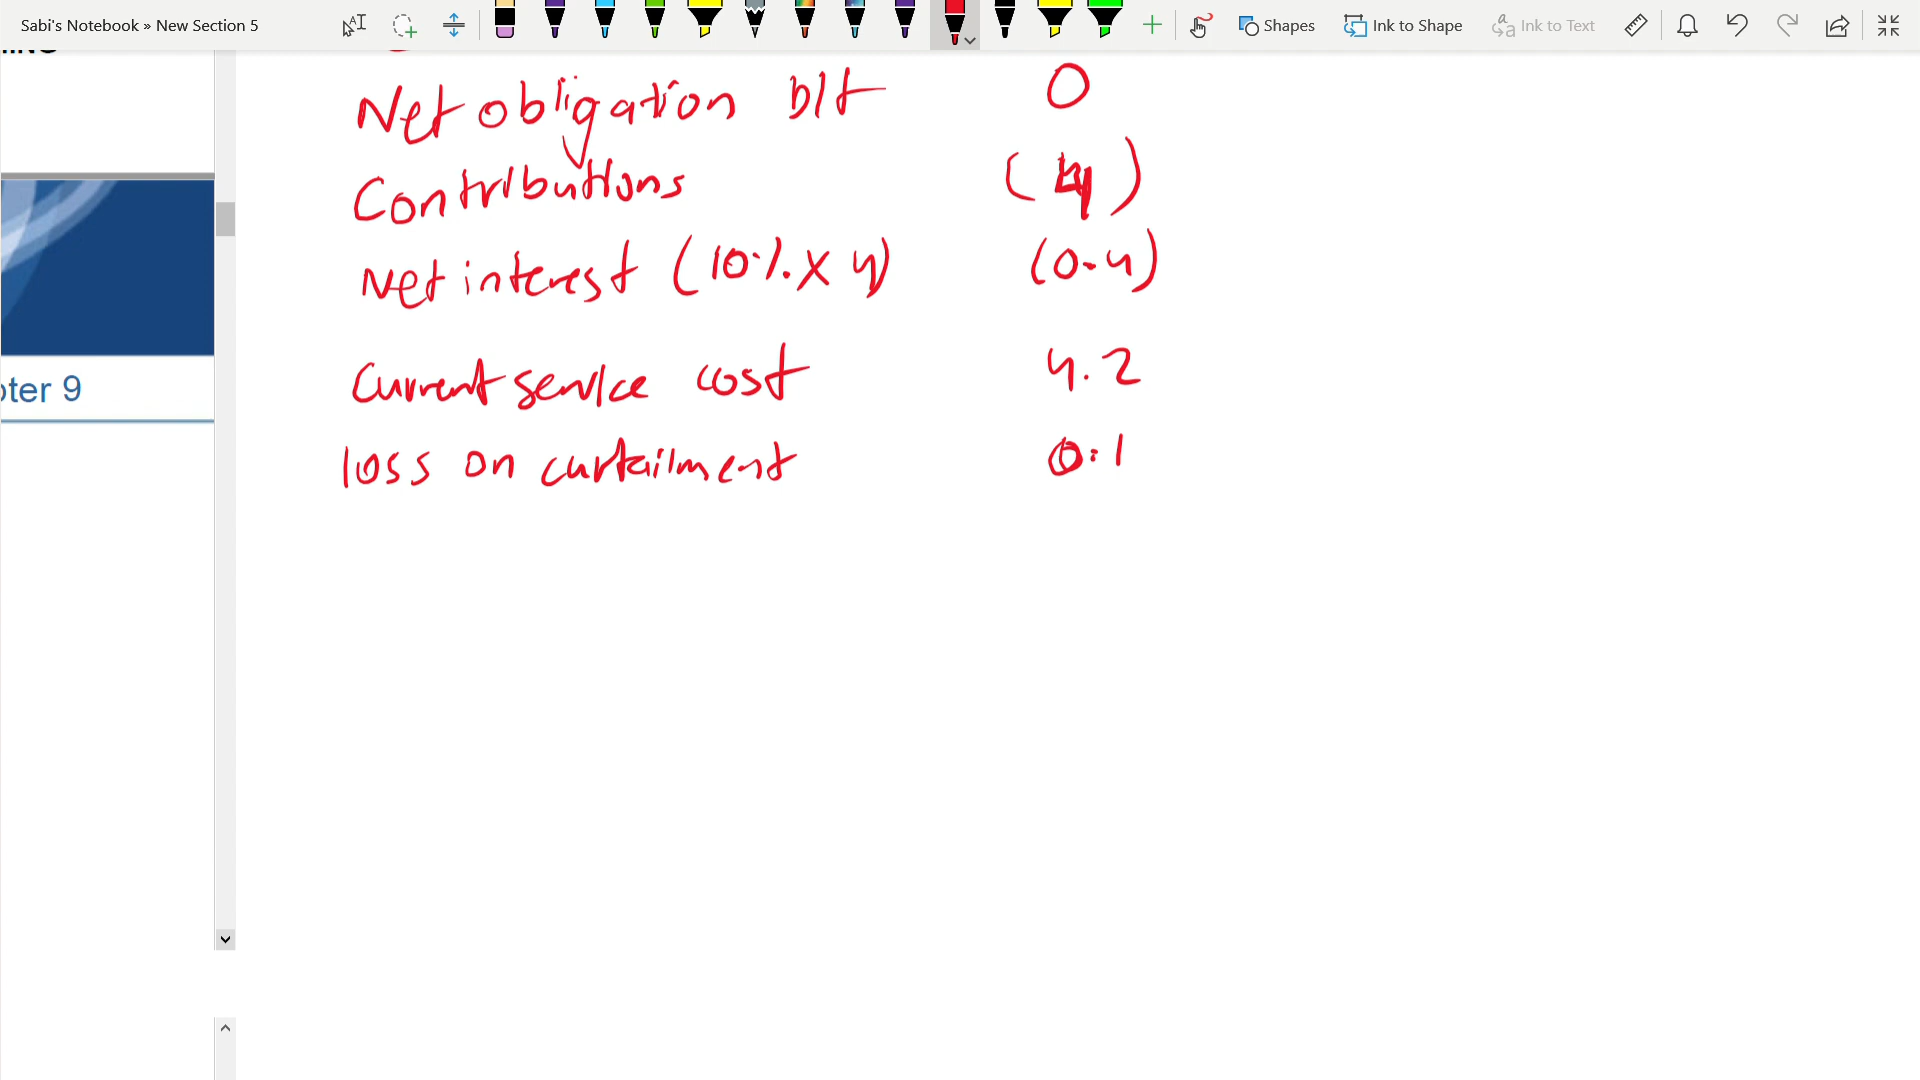 Sabi's Notebook » New Section 5
Shapes
Ink to Shape
Ink to Text
Net obligation b/f 0
Contributions (4)
Net interest (10% x 4) (0.4)
Current service cost 4.2
loss on curtailment 0.1
pter 9